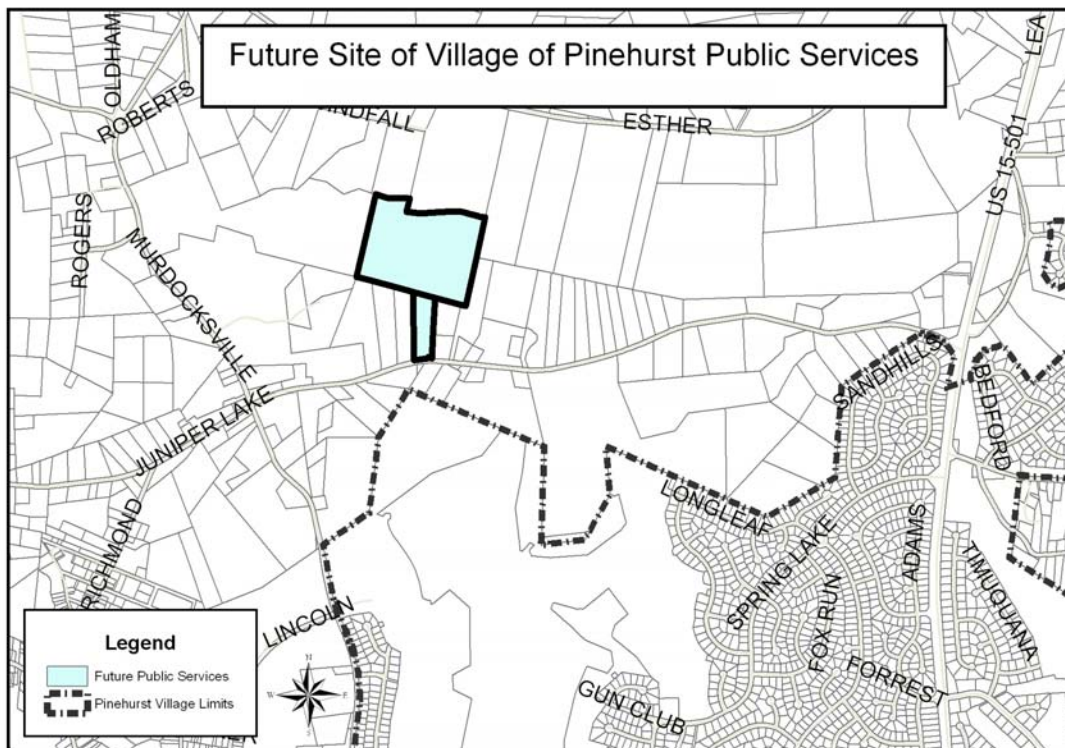 Future Site of Village of Pinehurst Public Services
OLDHAM
ROBERTS
ESTHER
US 15-501
LEA
ROGERS
MURDOCKSVILLE
JUNIPER LAKE
SANDHILLS
BEDFORD
RICHMOND
LONGLEAF
SPRING LAKE
ADAMS
TIMUQUANA
FOX RUN
FORREST
GUN CLUB
LINCOLN
Legend
Future Public Services
Pinehurst Village Limits
N
W
E
S